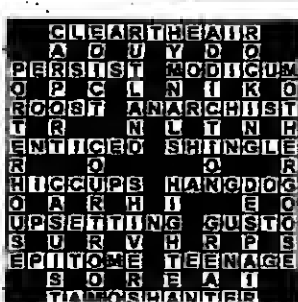 CLEARTHEAIR
A D U Y D O
PERSIST MODICUM
O P C L N I K O
ROOST ANARCHIST
T R N L T N H
ENTICED SHINGLE
R O O R
HICCUPS HANGDOG
O A R H I E O
UPSETTING GUSTO
S U R V H R P S
EPITOME TEENAGE
S O R E A I
TAMOSHANTER